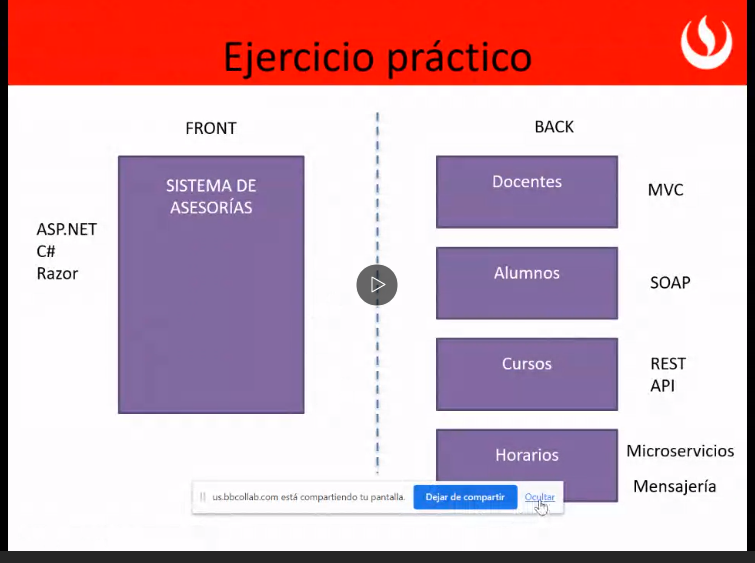 Ejercicio práctico
FRONT
SISTEMA DE
ASESORÍAS
ASP.NET
C#
Razor
BACK
Docentes
MVC
Alumnos
SOAP
Cursos
REST
API
Horarios
Microservicios
Mensajería
us.bbcollab.com está compartiendo tu pantalla.
Dejar de compartir
Ocultar